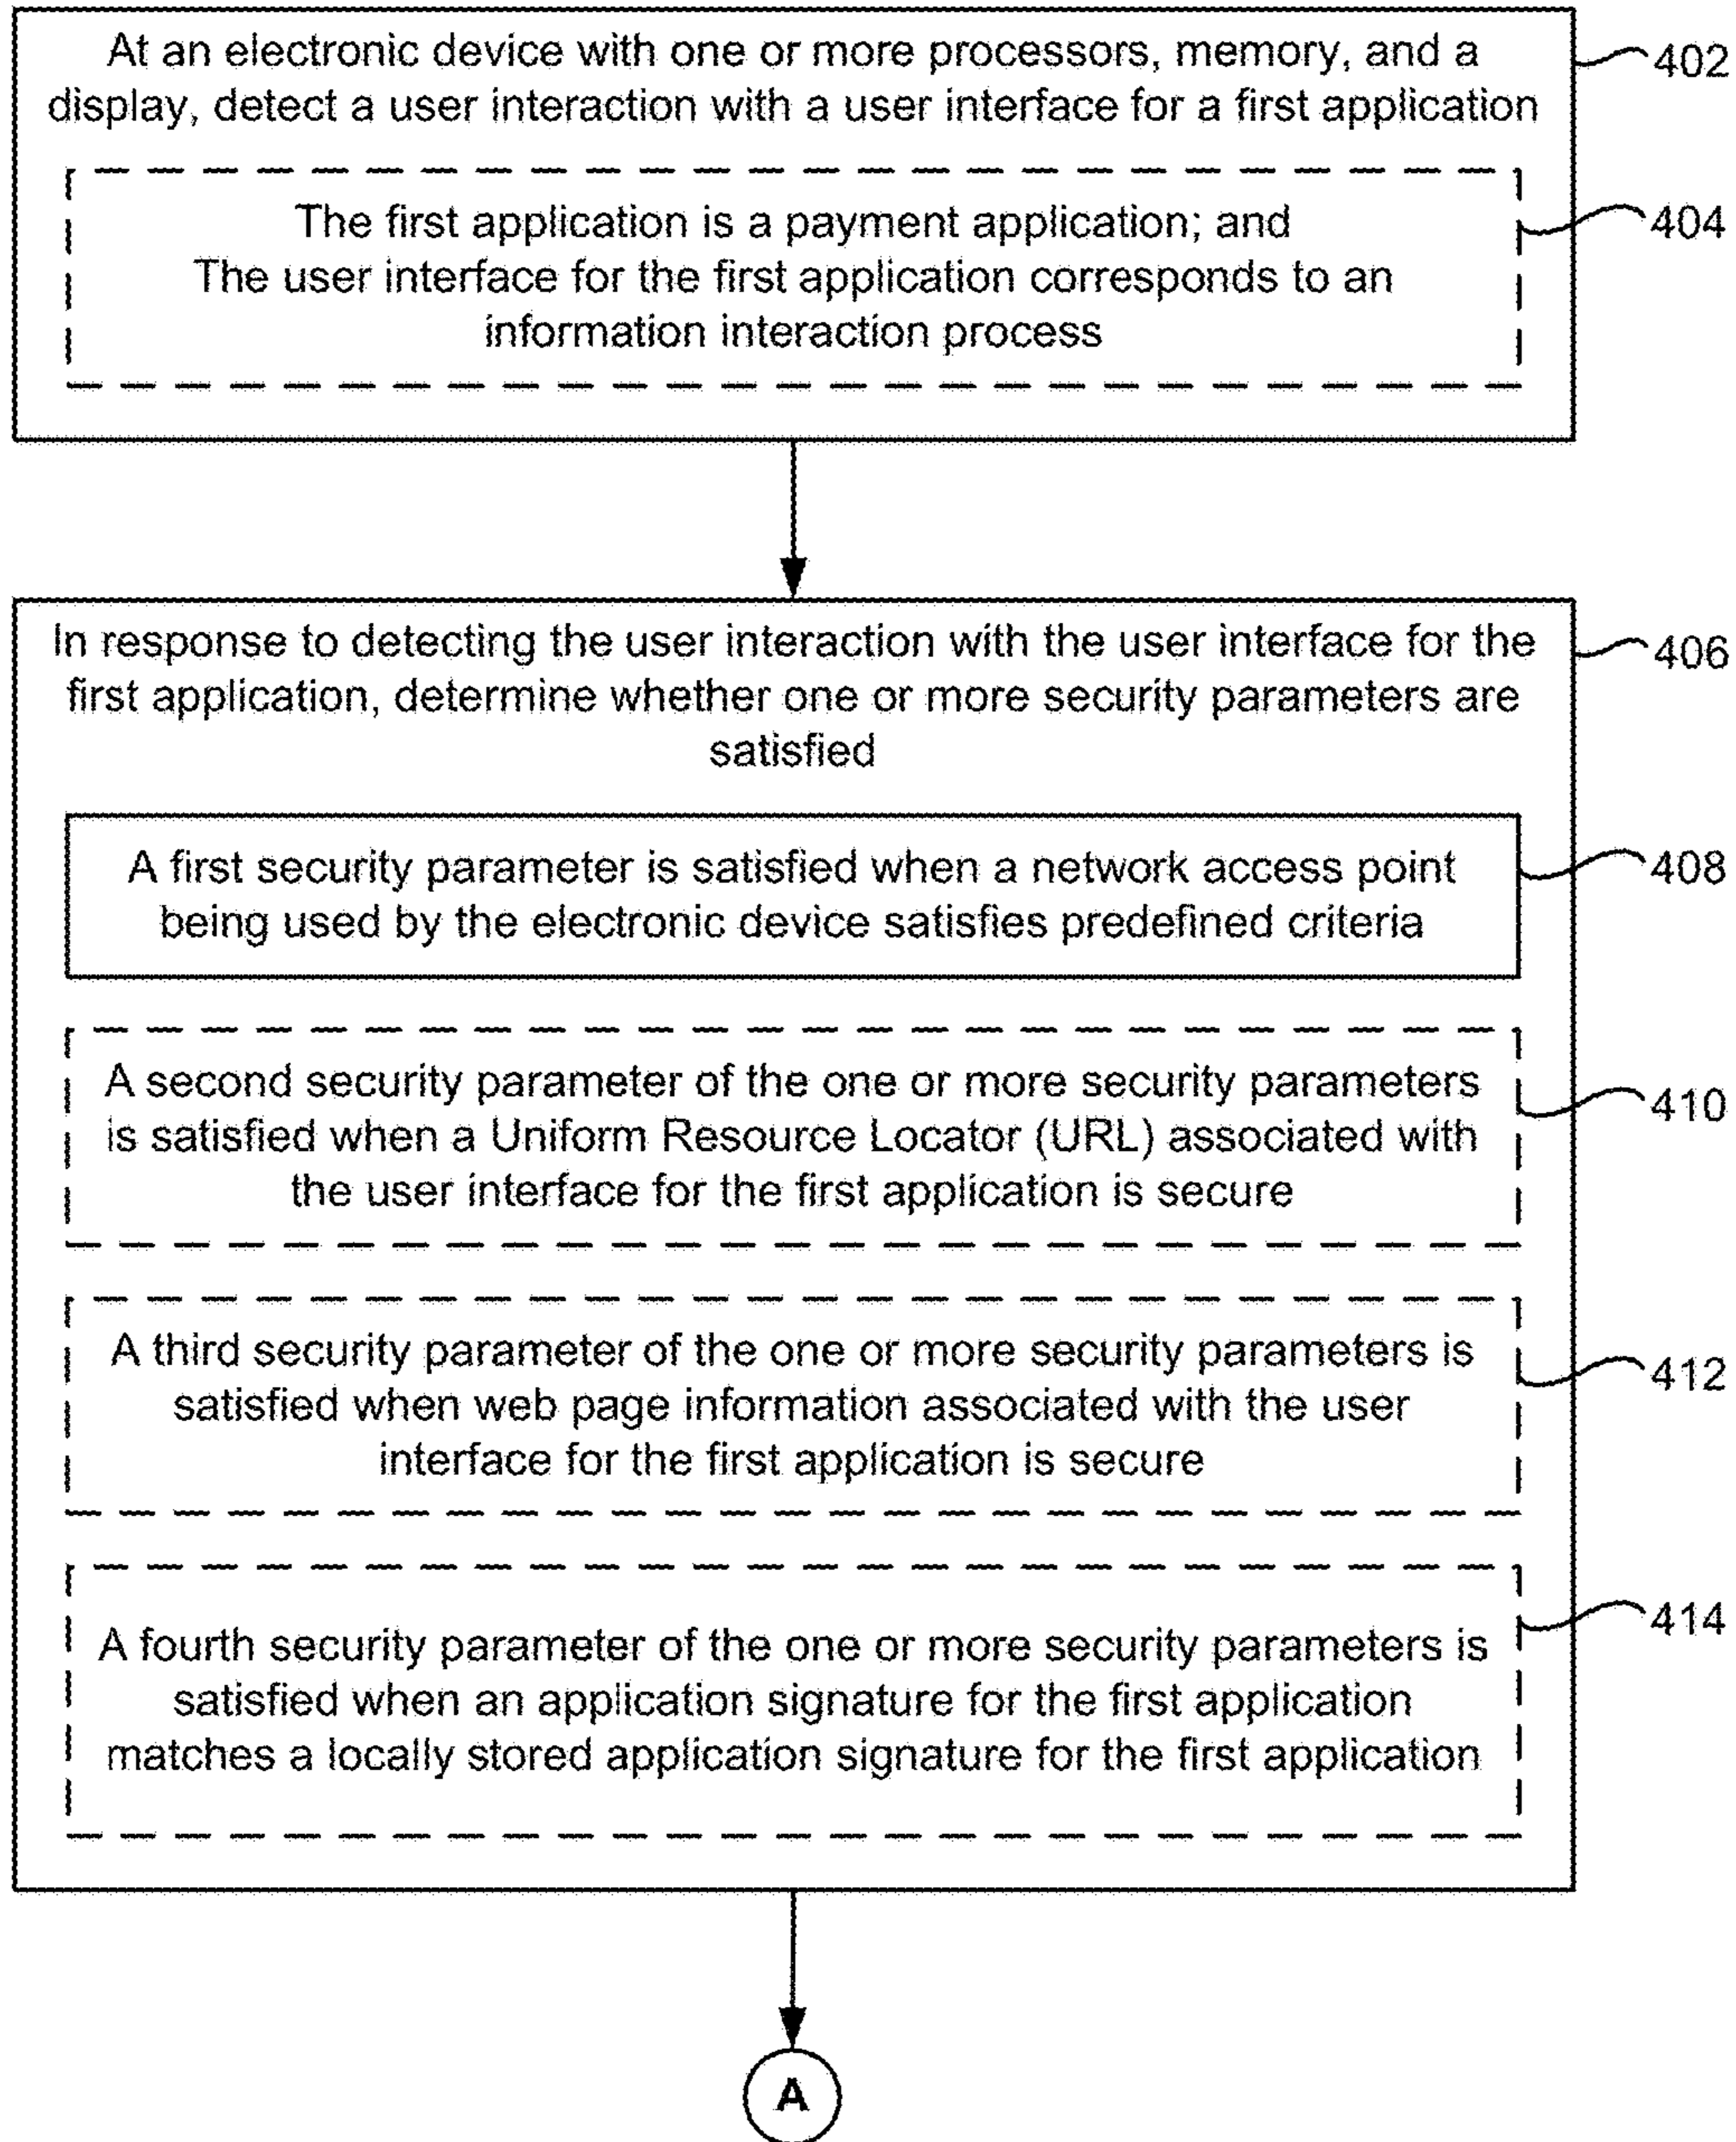 At an electronic device with one or more processors, memory, and a
display, detect a user interaction with a user interface for a first application
402
The first application is a payment application; and
The user interface for the first application corresponds to an
information interaction process
404
In response to detecting the user interaction with the user interface for the
first application, determine whether one or more security parameters are
satisfied
406
A first security parameter is satisfied when a network access point
being used by the electronic device satisfies predefined criteria
408
A second security parameter of the one or more security parameters
is satisfied when a Uniform Resource Locator (URL) associated with
the user interface for the first application is secure
410
A third security parameter of the one or more security parameters is
satisfied when web page information associated with the user
interface for the first application is secure
412
A fourth security parameter of the one or more security parameters is
satisfied when an application signature for the first application
matches a locally stored application signature for the first application
414
A